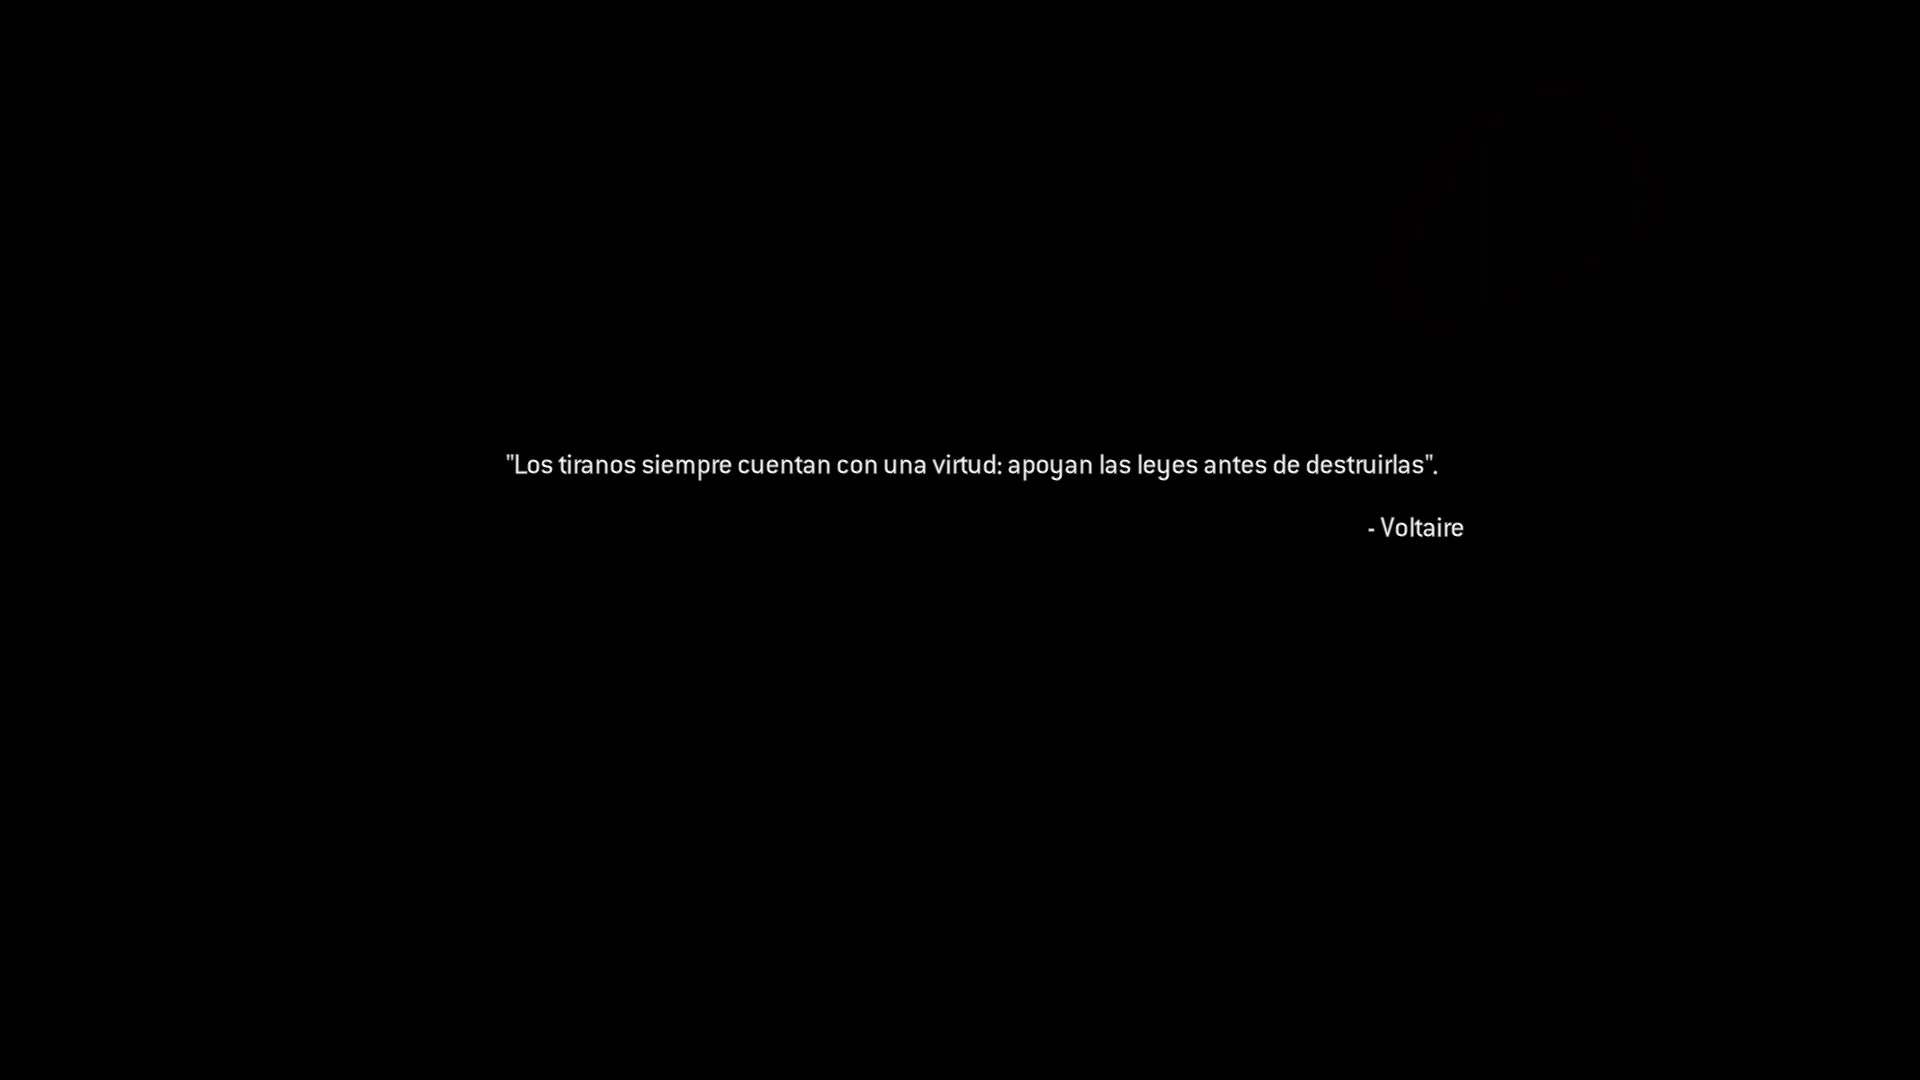 "Los tiranos siempre cuentan con una virtud: apoyan las leyes antes de destruirlas".
- Voltaire